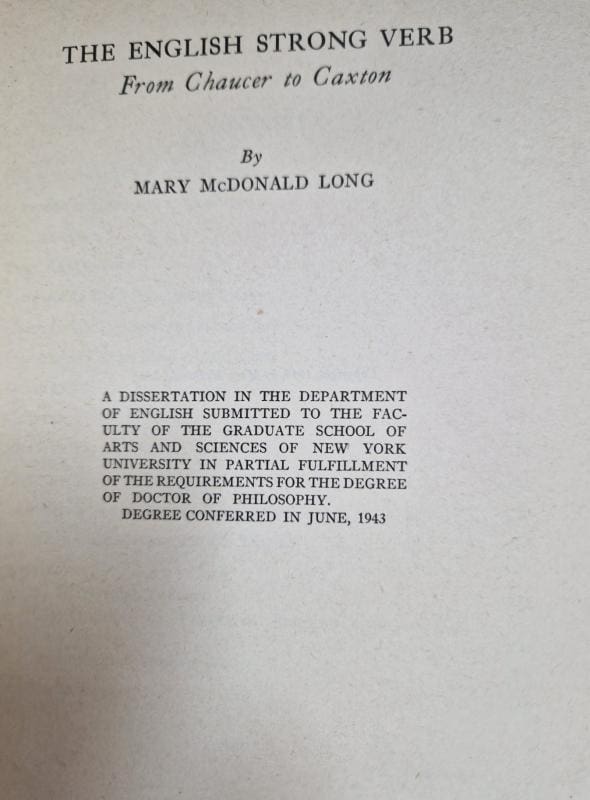 THE ENGLISH STRONG VERB
From Chaucer to Caxton
By
MARY McDONALD LONG
A DISSERTATION IN THE DEPARTMENT
OF ENGLISH SUBMITTED TO THE FAC-
ULTY OF THE GRADUATE SCHOOL OF
ARTS AND SCIENCES OF NEW YORK
UNIVERSITY IN PARTIAL FULFILLMENT
OF THE REQUIREMENTS FOR THE DEGREE
OF DOCTOR OF PHILOSOPHY.
DEGREE CONFERRED IN JUNE, 1943